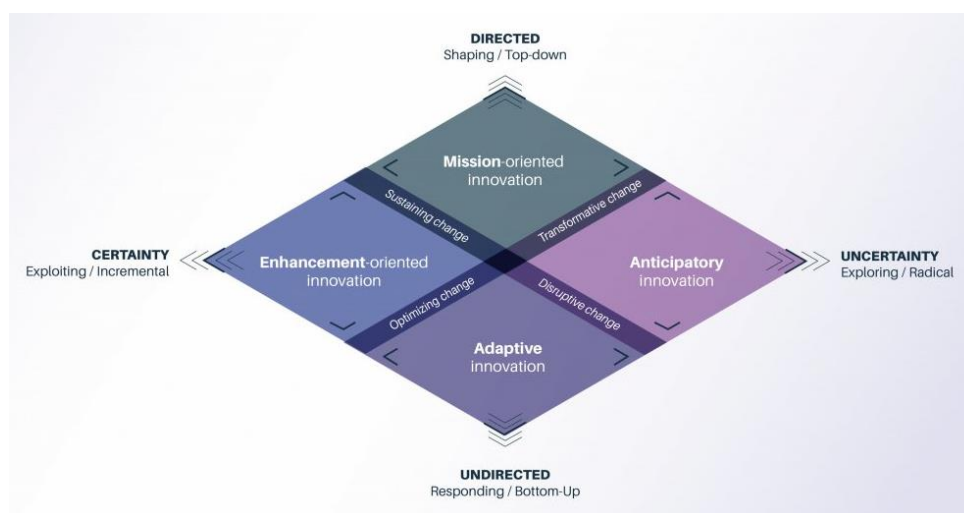 DIRECTED
Shaping / Top-down
Mission-oriented
innovation
Sustaining change
Transformative change
CERTAINTY
Exploiting / Incremental
Enhancement-oriented
innovation
Anticipatory
innovation
UNCERTAINTY
Exploring / Radical
Optimizing change
Disruptive change
Adaptive
innovation
UNDIRECTED
Responding / Bottom-Up